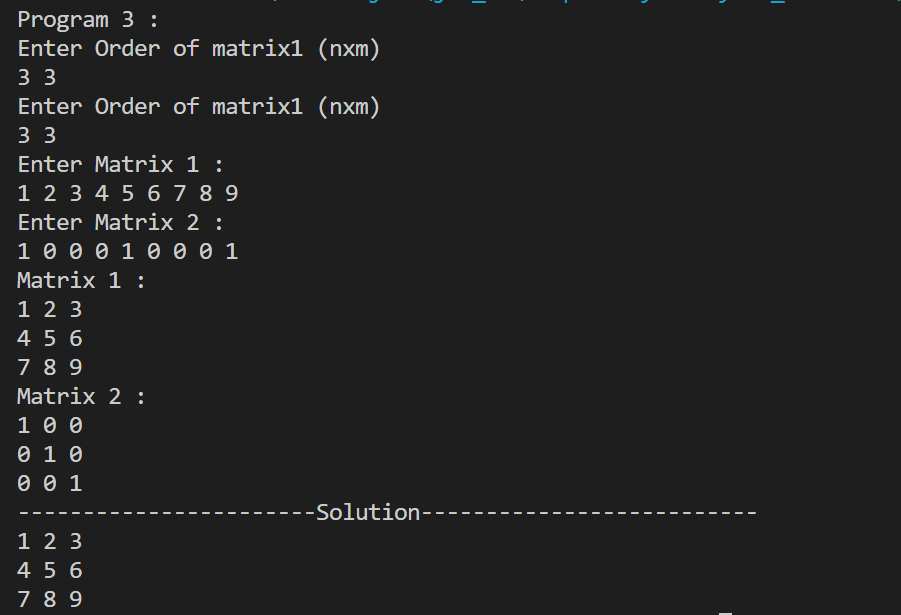 Program 3 :
Enter Order of matrix1 (nxm)
3 3
Enter Order of matrix1 (nxm)
3 3
Enter Matrix 1 :
1 2 3 4 5 6 7 8 9
Enter Matrix 2 :
1 0 0 0 1 0 0 0 1
Matrix 1 :
1 2 3
4 5 6
7 8 9
Matrix 2 :
1 0 0
0 1 0
0 0 1
-----------------------Solution--------------------------
1 2 3
4 5 6
7 8 9